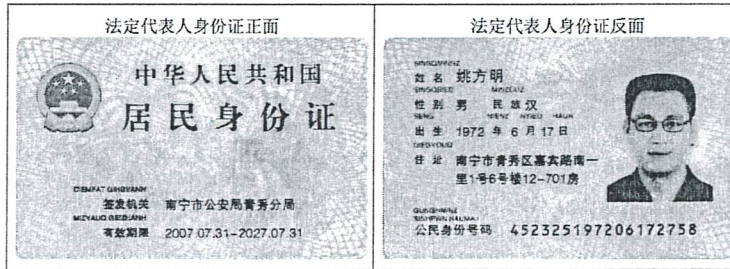 法定代表人身份证正面
中华人民共和国
居民身份证
签发机关 南宁市公安局青秀分局
有效期限 2007.07.31-2027.07.31
法定代表人身份证反面
姓名 姚方明
性别 男 民族 汉
SENG NIENZ NYIED HAUH
出生 1972 年 6 月 17 日
住址 南宁市青秀区嘉宾路南一
里1号6号楼12-701房
公民身份号码 452325197206172758